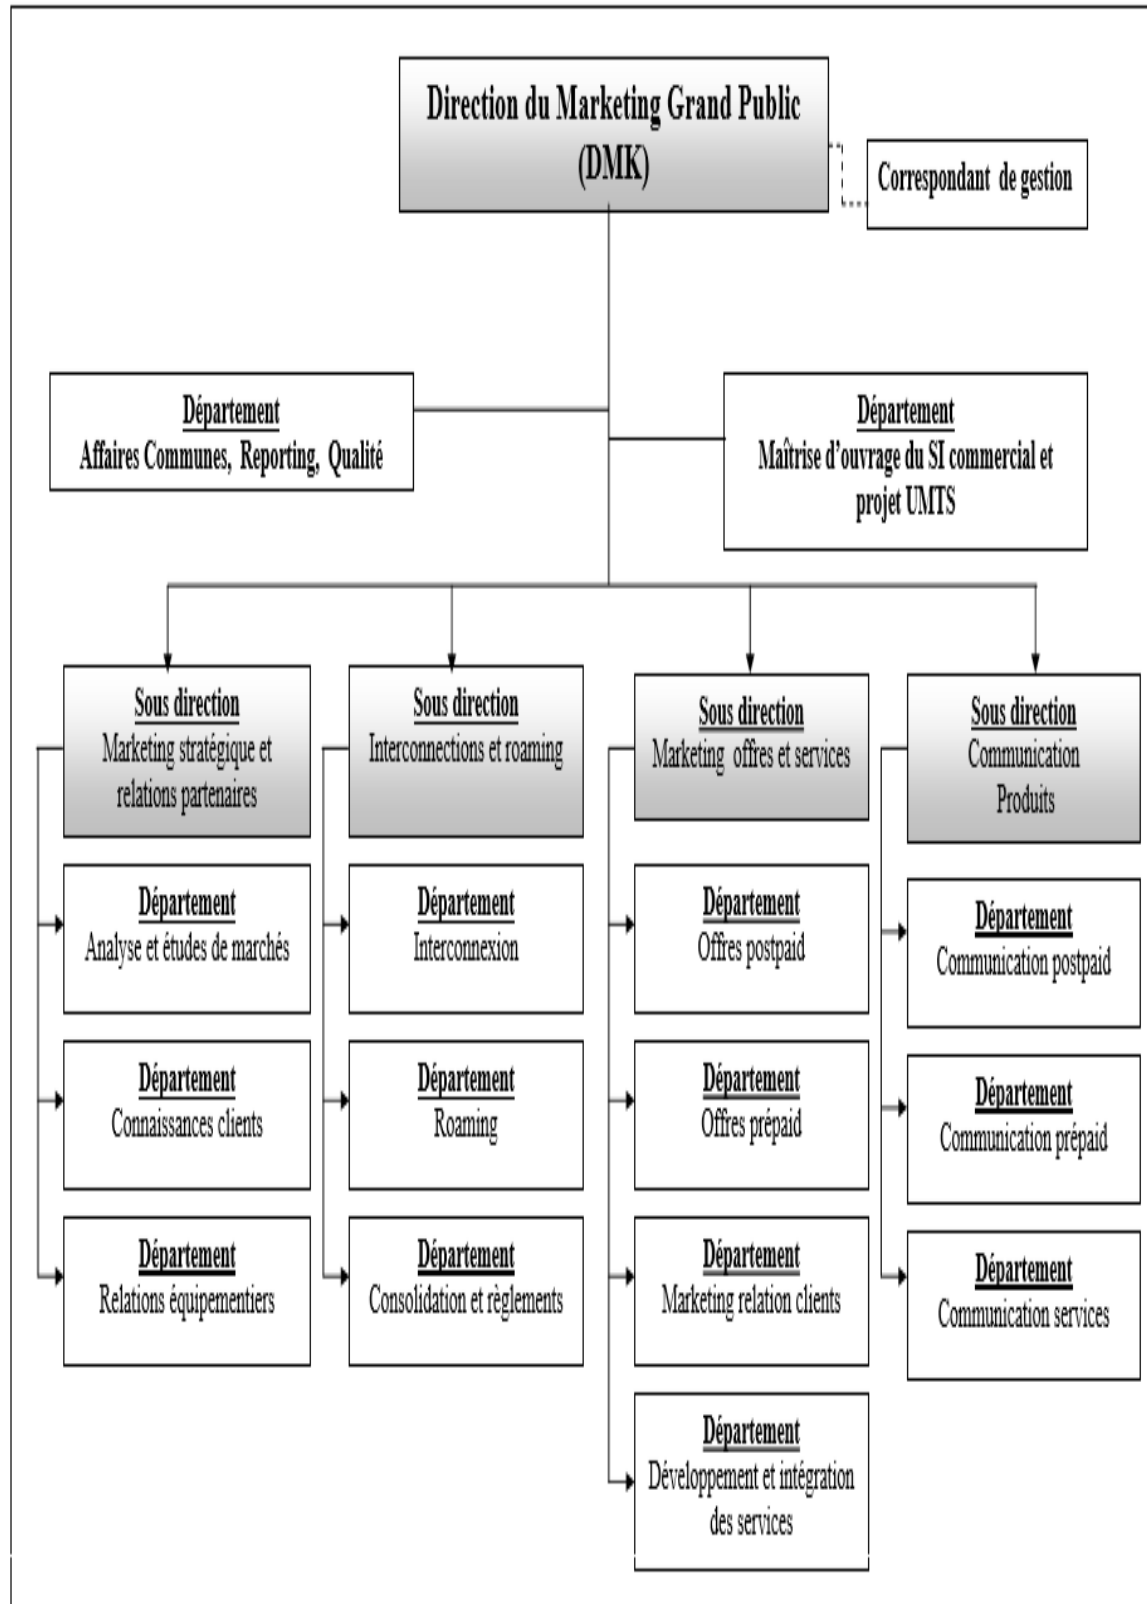 Direction du Marketing Grand Public
(DMK)
Correspondant de gestion
Département
Affaires Communes, Reporting, Qualité
Département
Maîtrise d'ouvrage du SI commercial et
projet UMTS
Sous direction
Marketing stratégique et
relations partenaires
Département
Analyse et études de marchés
Département
Connaissances clients
Département
Relations équipementiers
Sous direction
Interconnections et roaming
Département
Interconnexion
Département
Roaming
Département
Consolidation et règlements
Sous direction
Marketing offres et services
Département
Offres postpaid
Département
Offres prépaid
Département
Marketing relation clients
Département
Développement et intégration
des services
Sous direction
Communication
Produits
Département
Communication postpaid
Département
Communication prépaid
Département
Communication services